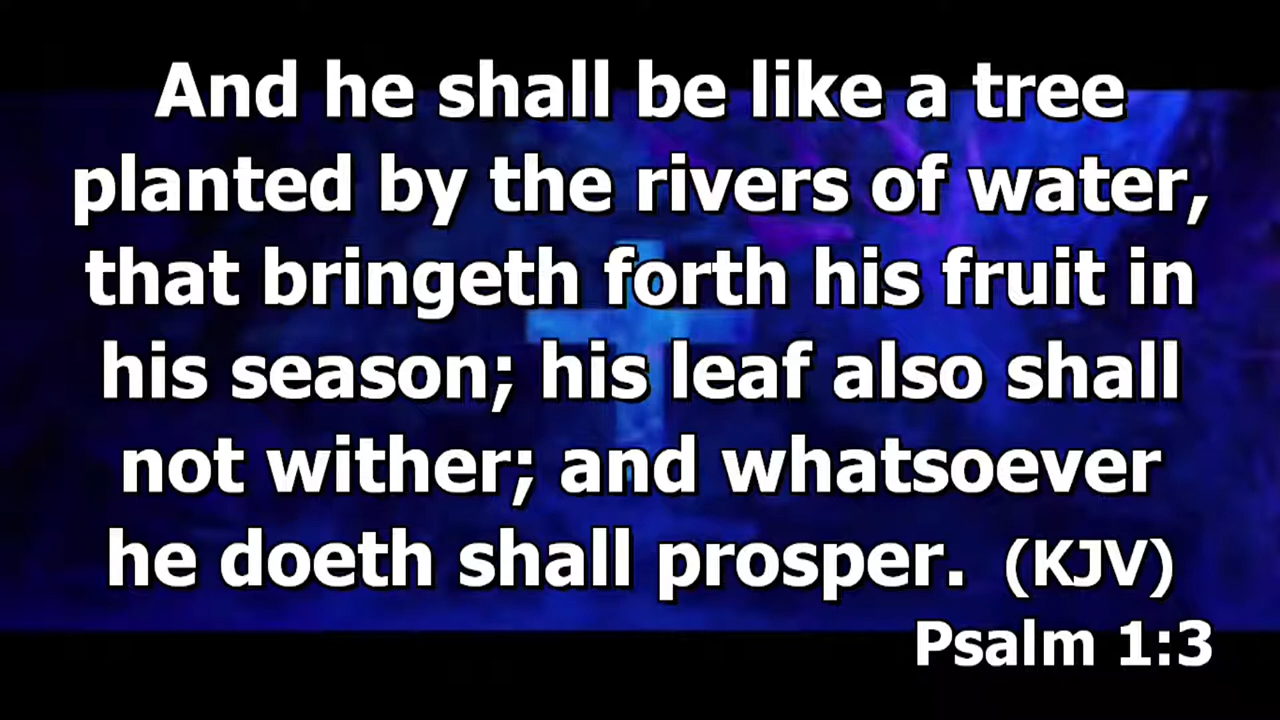 And he shall be like a tree
planted by the rivers of water,
that bringeth forth his fruit in
his season; his leaf also shall
not wither; and whatsoever
he doeth shall prosper. (KJV)
Psalm 1:3